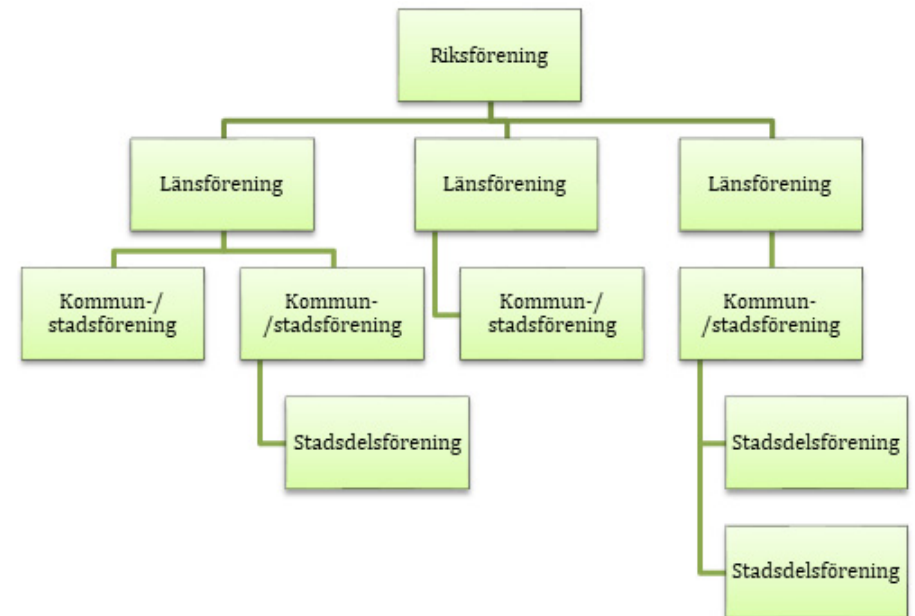 Riksförening
Länsförening
Länsförening
Länsförening
Kommun-/
stadsförening
Kommun-
/stadsförening
Kommun-/
stadsförening
Kommun-
/stadsförening
Stadsdelsförening
Stadsdelsförening
Stadsdelsförening